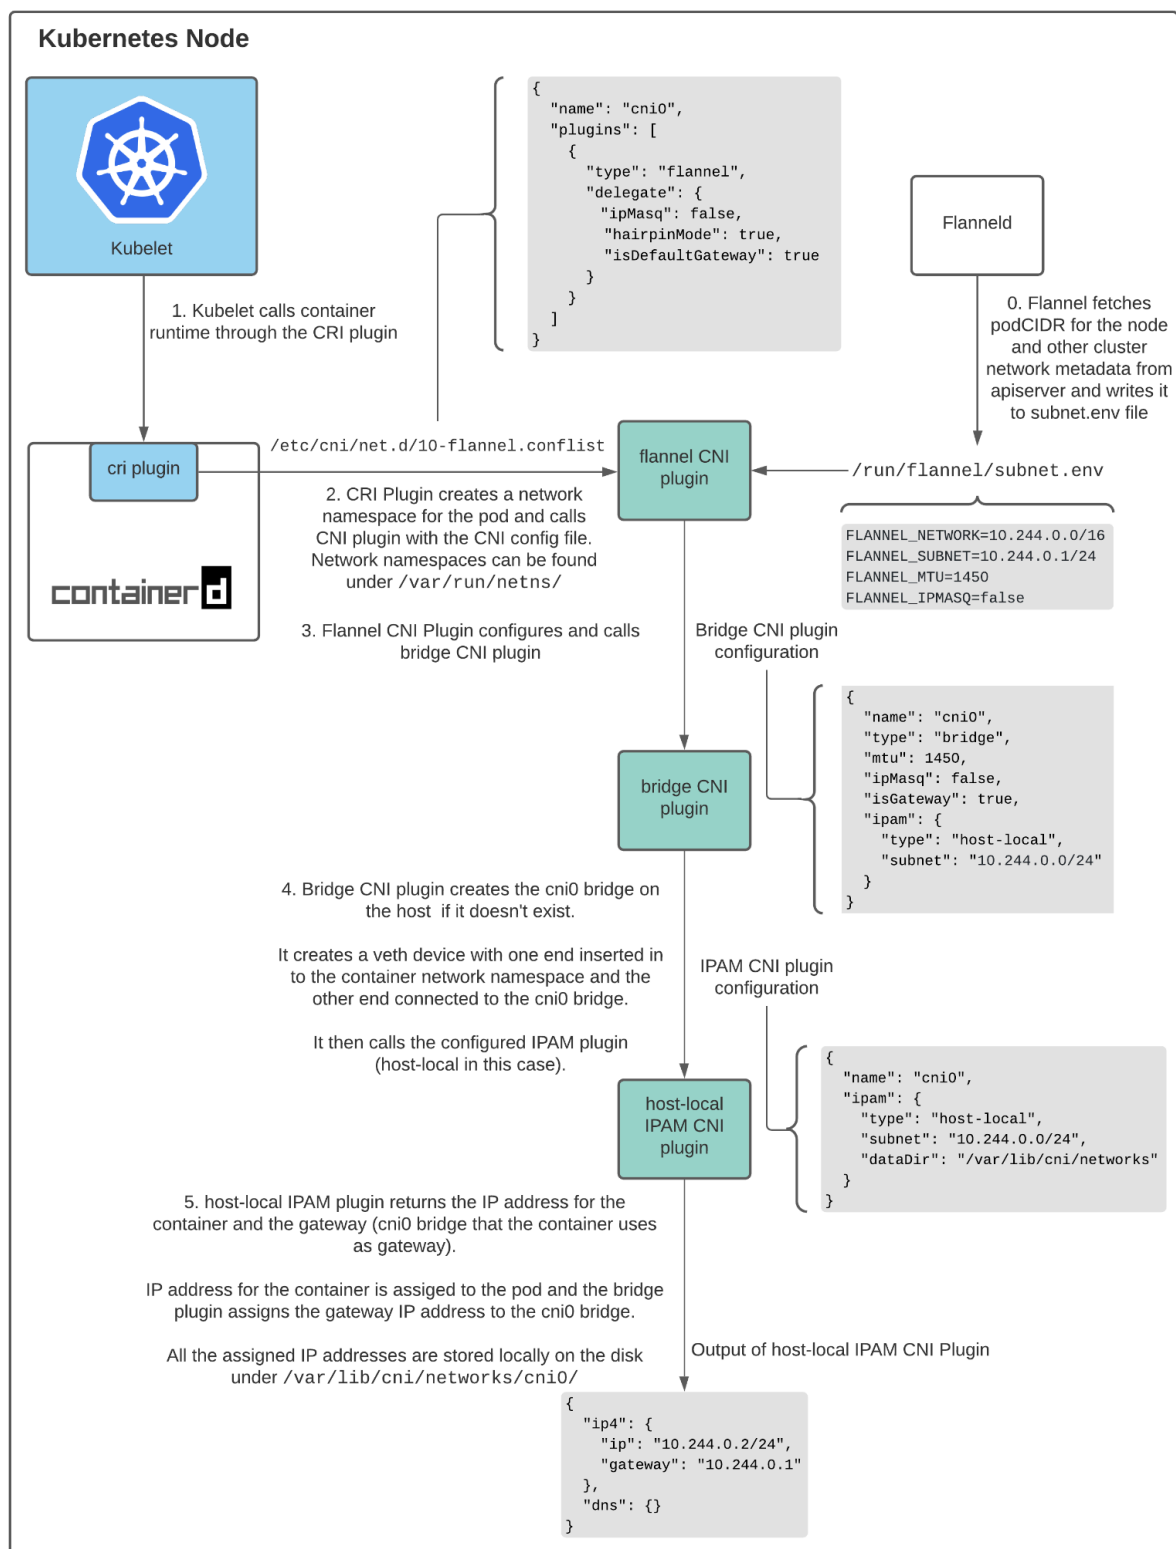 Kubernetes Node
Kubelet
1. Kubelet calls container
runtime through the CRI plugin
{
  "name": "cni0",
  "plugins": [
    {
      "type": "flannel",
      "delegate": {
        "ipMasq": false,
        "hairpinMode": true,
        "isDefaultGateway": true
      }
    }
  ]
}
Flanneld
0. Flannel fetches
podCIDR for the node
and other cluster
network metadata from
apiserver and writes it
to subnet.env file
cri plugin
containerd
/etc/cni/net.d/10-flannel.conflist
flannel CNI
plugin
/run/flannel/subnet.env
FLANNEL_NETWORK=10.244.0.0/16
FLANNEL_SUBNET=10.244.0.1/24
FLANNEL_MTU=1450
FLANNEL_IPMASQ=false
2. CRI Plugin creates a network
namespace for the pod and calls
CNI plugin with the CNI config file.
Network namespaces can be found
under /var/run/netns/
3. Flannel CNI Plugin configures and calls
bridge CNI plugin
Bridge CNI plugin
configuration
{
  "name": "cni0",
  "type": "bridge",
  "mtu": 1450,
  "ipMasq": false,
  "isGateway": true,
  "ipam": {
    "type": "host-local",
    "subnet": "10.244.0.0/24"
  }
}
bridge CNI
plugin
4. Bridge CNI plugin creates the cni0 bridge on
the host  if it doesn't exist.
It creates a veth device with one end inserted in
to the container network namespace and the
other end connected to the cni0 bridge.
It then calls the configured IPAM plugin
(host-local in this case).
IPAM CNI plugin
configuration
{
  "name": "cni0",
  "ipam": {
    "type": "host-local",
    "subnet": "10.244.0.0/24",
    "dataDir": "/var/lib/cni/networks"
  }
}
host-local
IPAM CNI
plugin
5. host-local IPAM plugin returns the IP address for the
container and the gateway (cni0 bridge that the container uses
as gateway).
IP address for the container is assiged to the pod and the bridge
plugin assigns the gateway IP address to the cni0 bridge.
All the assigned IP addresses are stored locally on the disk
under /var/lib/cni/networks/cni0/
Output of host-local IPAM CNI Plugin
{
  "ip4": {
    "ip": "10.244.0.2/24",
    "gateway": "10.244.0.1"
  },
  "dns": {}
}